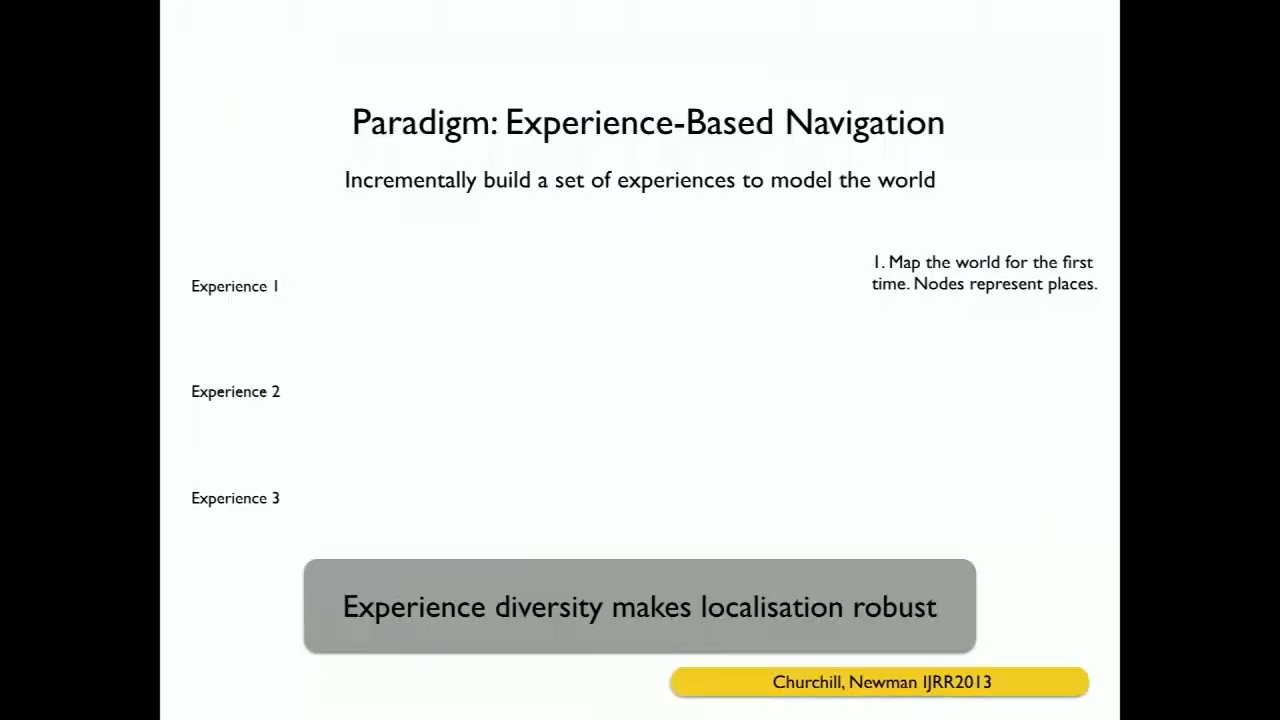 Paradigm: Experience-Based Navigation
Incrementally build a set of experiences to model the world
1. Map the world for the first
time. Nodes represent places.
Experience 1
Experience 2
Experience 3
Experience diversity makes localisation robust
Churchill, Newman IJRR2013